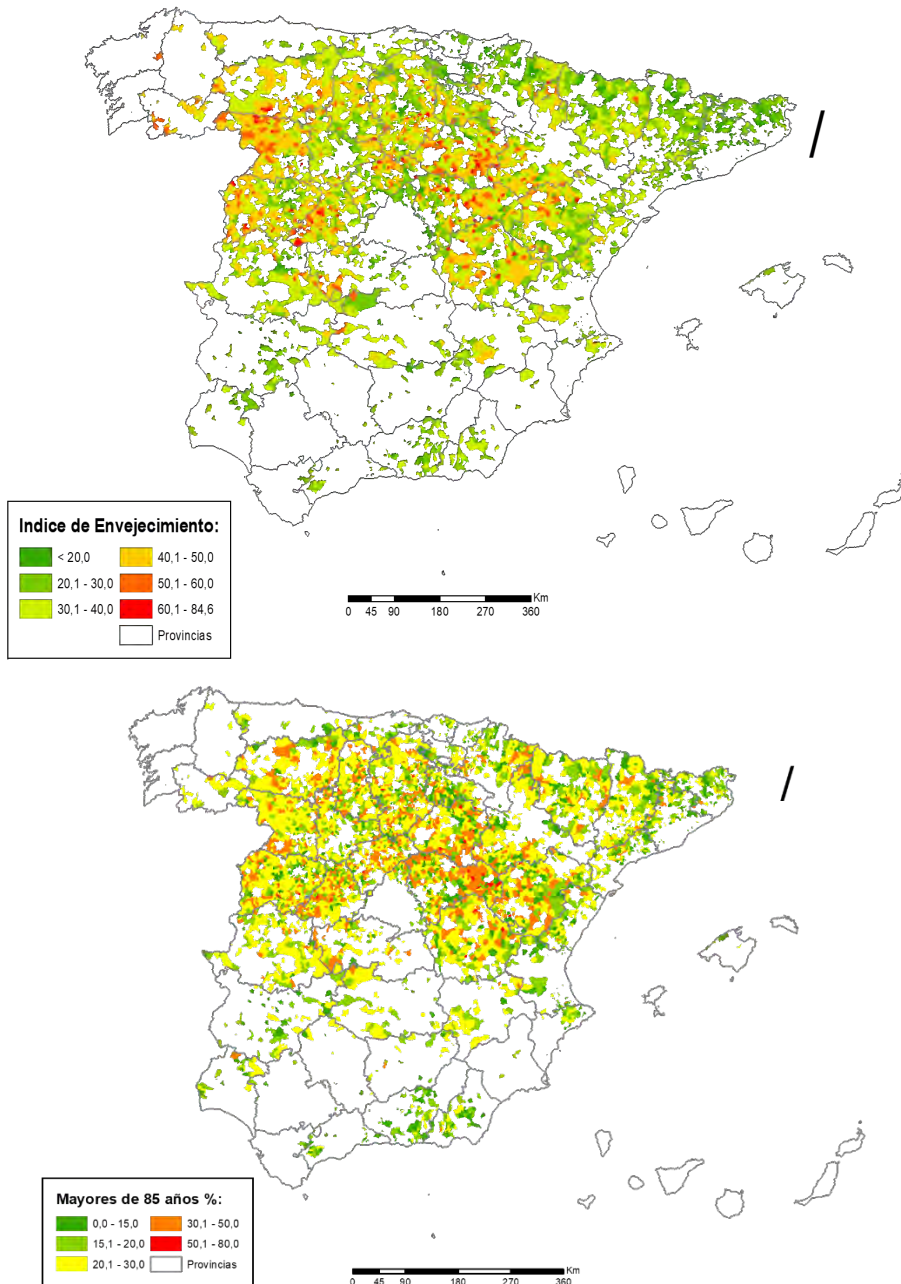 Indice de Envejecimiento:
< 20,0
40,1 - 50,0
20,1 - 30,0
50,1 - 60,0
30,1 - 40,0
60,1 - 84,6
Provincias
Km
0 45 90 180 270 360
Mayores de 85 años %:
0,0 - 15,0
30,1 - 50,0
15,1 - 20,0
50,1 - 80,0
20,1 - 30,0
Provincias
Km
0 45 90 180 270 360